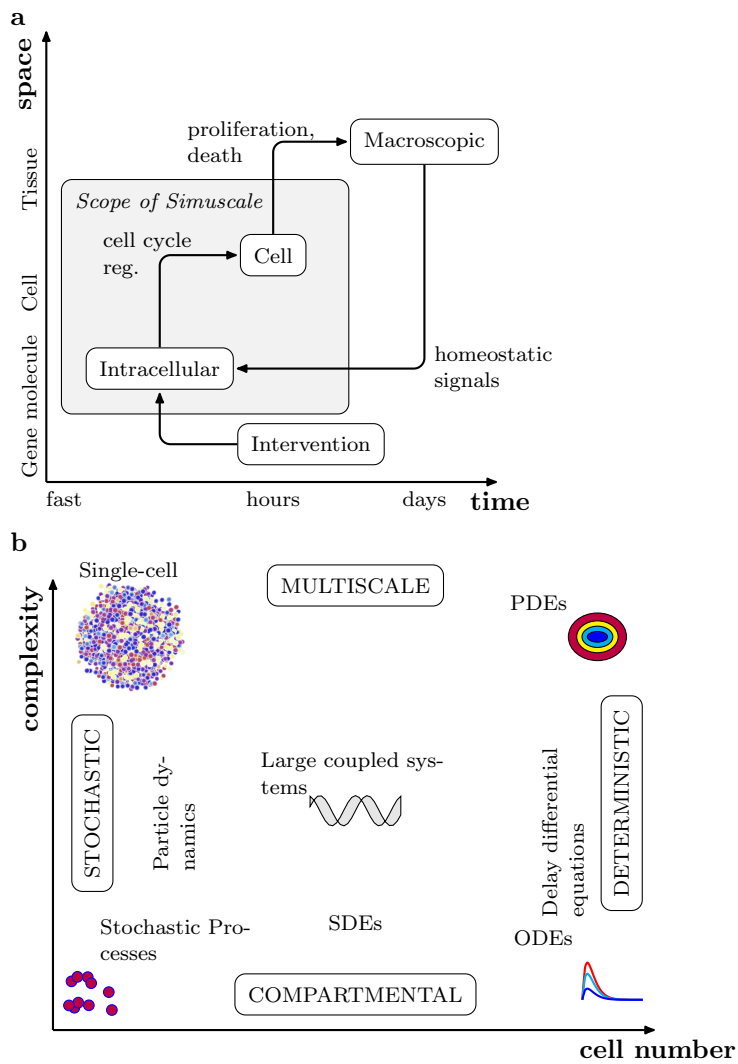 a
space
Tissue
Cell
Gene molecule
proliferation,
death
Macroscopic
Scope of Simuscale
cell cycle
reg.
Cell
Intracellular
homeostatic
signals
Intervention
fast
hours
days
time
b
complexity
Single-cell
MULTISCALE
PDEs
STOCHASTIC
Particle dy-
namics
Large coupled sys-
tems
Delay differential
equations
DETERMINISTIC
Stochastic Pro-
cesses
SDEs
ODEs
COMPARTMENTAL
cell number